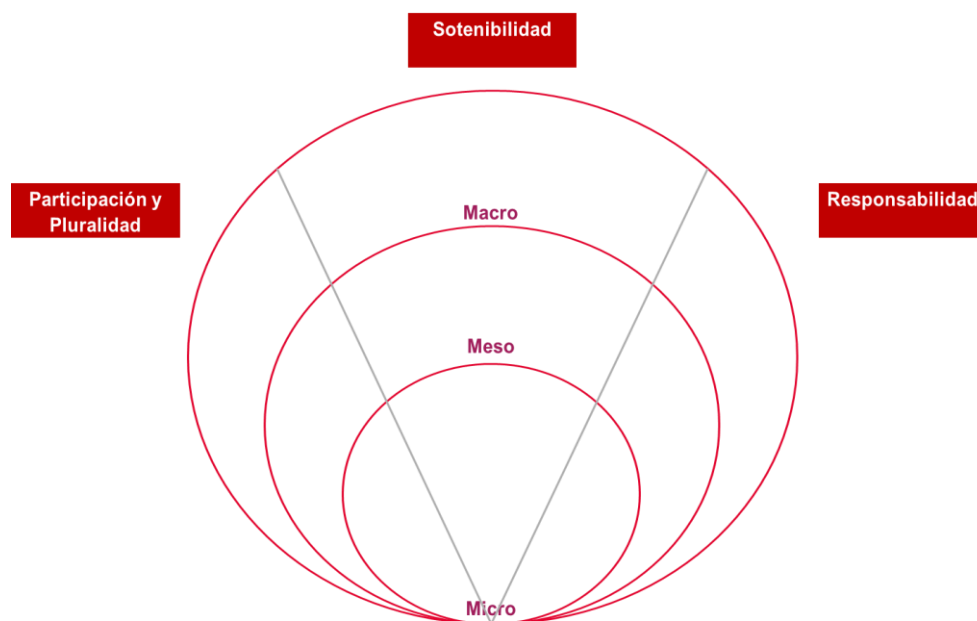 Sotenibilidad
Participación y
Pluralidad
Responsabilidad
Macro
Meso
Micro